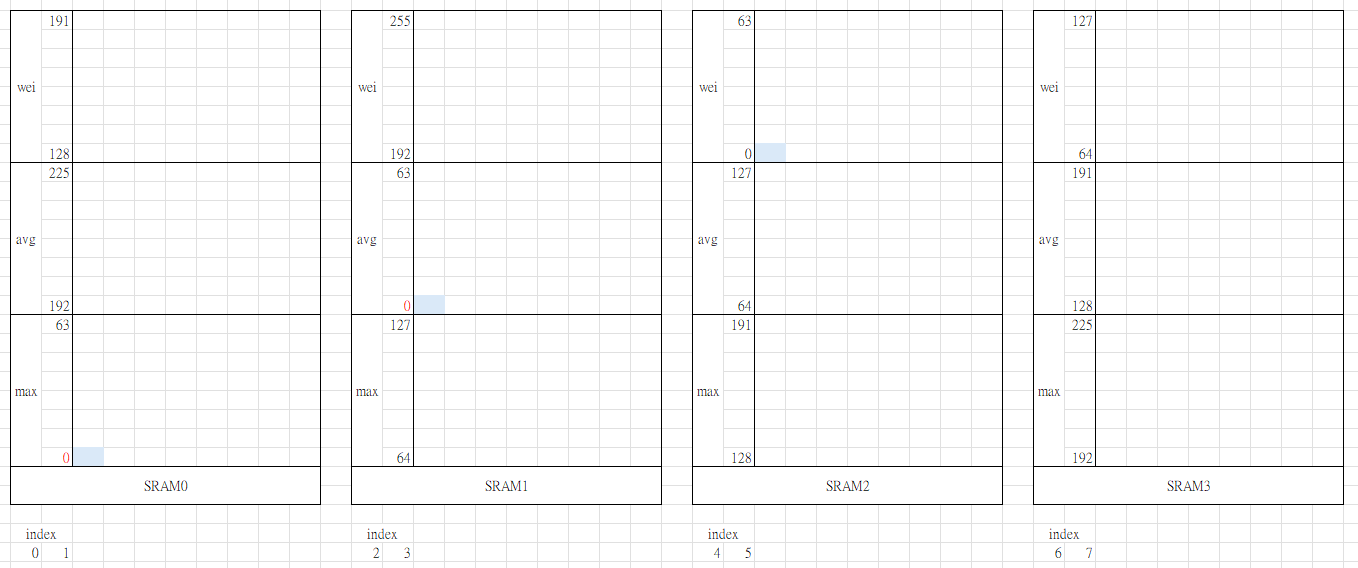 191 255 63 127
wei wei wei wei
128 192 0 64
225 63 127 191
avg avg avg avg
192 0 64 128
63 127 191 225
max max max max
0 64 128 192
SRAM0 SRAM1 SRAM2 SRAM3
index index index index
0 1 2 3 4 5 6 7